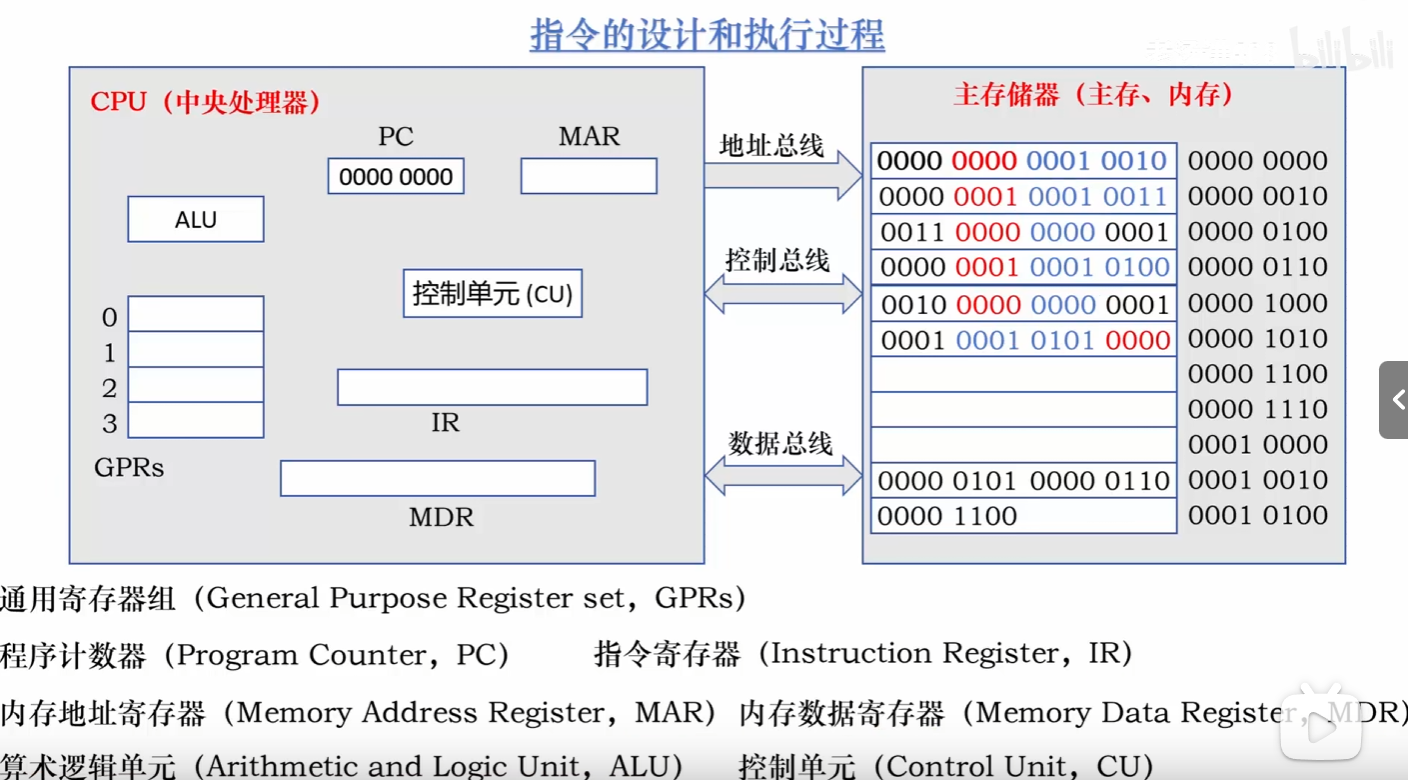 指令的设计和执行过程
bilibili
CPU（中央处理器）
PC
MAR
0000 0000
ALU
控制单元 (CU)
0
1
2
3
GPRs
IR
MDR
地址总线
控制总线
数据总线
主存储器（主存、内存）
0000 0000 0001 0010 0000 0000
0000 0001 0001 0011 0000 0010
0011 0000 0000 0001 0000 0100
0000 0001 0001 0100 0000 0110
0010 0000 0000 0001 0000 1000
0001 0001 0101 0000 0000 1010
0000 1100
0000 1110
0001 0000
0000 0101 0000 0110 0001 0010
0000 1100 0001 0100
通用寄存器组（General Purpose Register set，GPRs）
程序计数器（Program Counter，PC） 指令寄存器（Instruction Register，IR）
内存地址寄存器（Memory Address Register，MAR） 内存数据寄存器（Memory Data Register，MDR）
算术逻辑单元（Arithmetic and Logic Unit，ALU） 控制单元（Control Unit，CU）